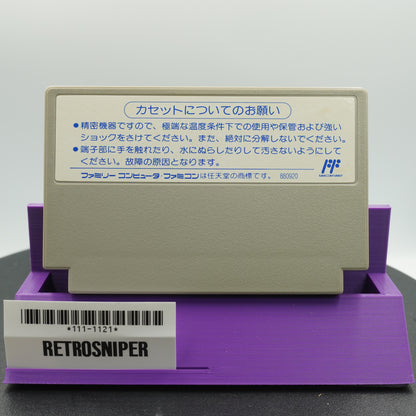 カセットについてのお願い
●精密機器ですので、極端な温度条件下での使用や保管および強い
ショックをさけてください。また、絶対に分解しないでください。
●端子部に手を触れたり、水にぬらしたりして汚さないようにして
ください。故障の原因となります。
ファミリー コンピュータ・ファミコンは任天堂の商標です。 880920
*111-1121*
RETROSNIPER